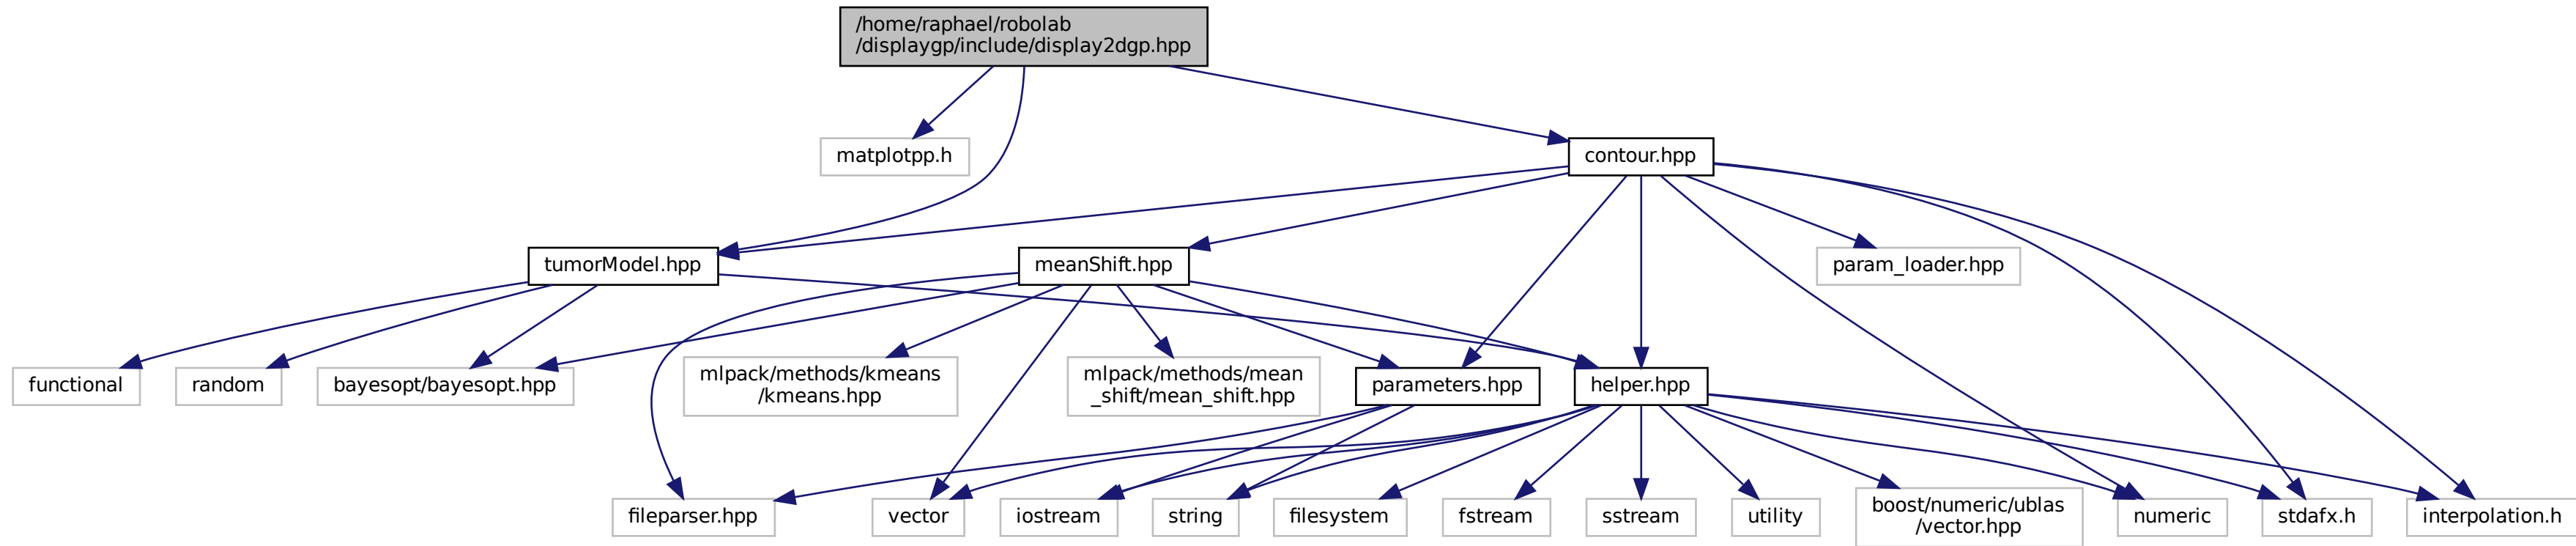 /home/raphael/robolab
/displaygp/include/display2dgp.hpp
matplotpp.h
contour.hpp
tumorModel.hpp
meanShift.hpp
param_loader.hpp
functional
random
bayesopt/bayesopt.hpp
mlpack/methods/kmeans
/kmeans.hpp
mlpack/methods/mean
_shift/mean_shift.hpp
parameters.hpp
helper.hpp
fileparser.hpp
vector
iostream
string
filesystem
fstream
sstream
utility
boost/numeric/ublas
/vector.hpp
numeric
stdafx.h
interpolation.h